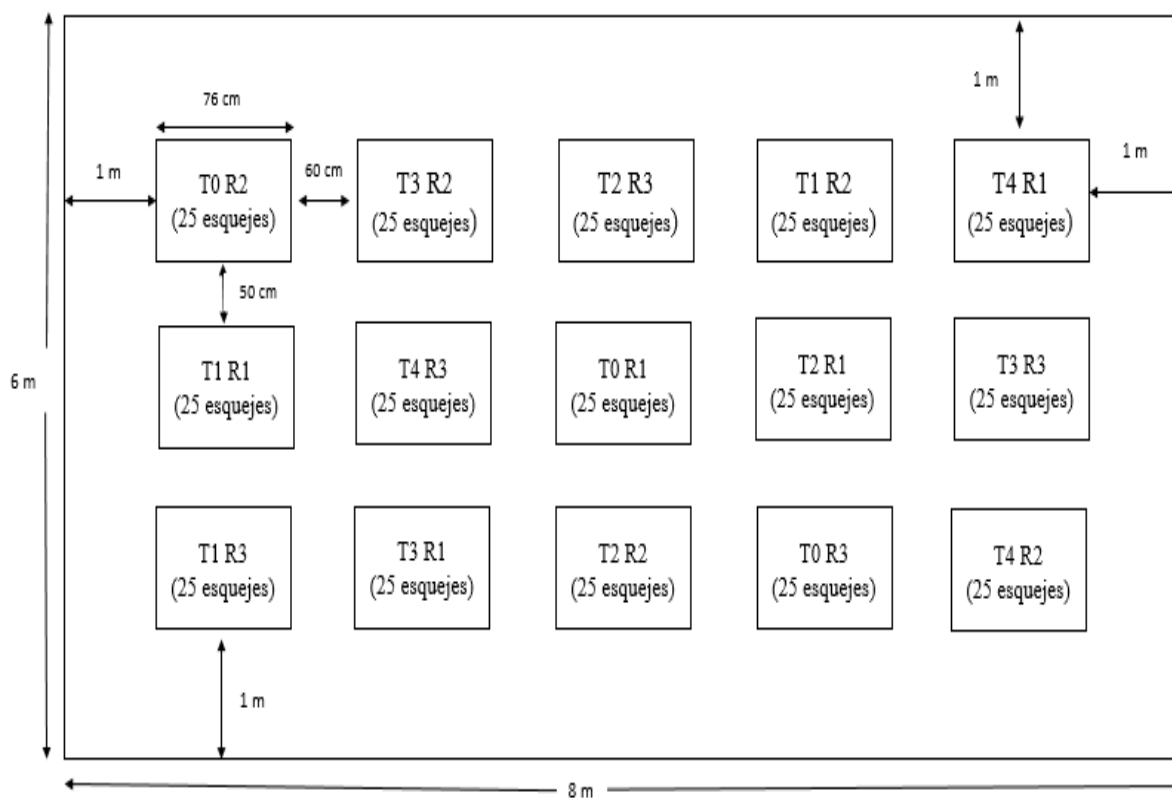 1 m
76 cm
1 m
60 cm
1 m
T0 R2
(25 esquejes)
T3 R2
(25 esquejes)
T2 R3
(25 esquejes)
T1 R2
(25 esquejes)
T4 R1
(25 esquejes)
50 cm
6 m
T1 R1
(25 esquejes)
T4 R3
(25 esquejes)
T0 R1
(25 esquejes)
T2 R1
(25 esquejes)
T3 R3
(25 esquejes)
T1 R3
(25 esquejes)
T3 R1
(25 esquejes)
T2 R2
(25 esquejes)
T0 R3
(25 esquejes)
T4 R2
(25 esquejes)
1 m
8 m